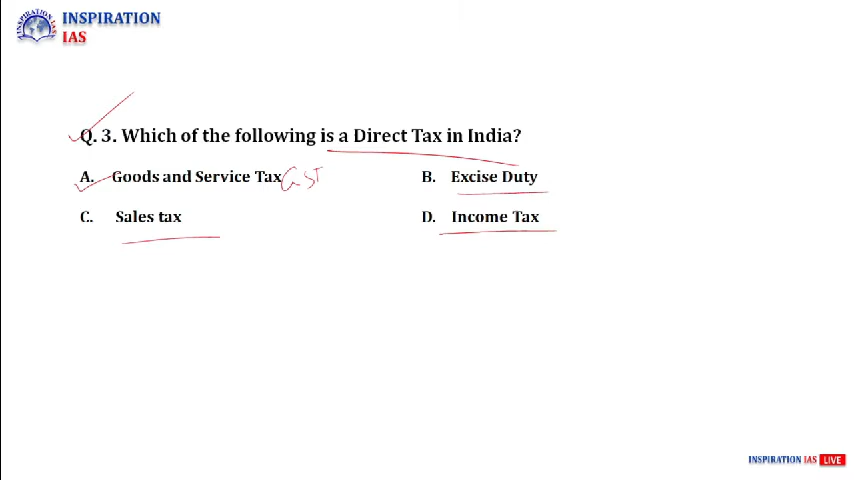 INSPIRATION
IAS
Q. 3. Which of the following is a Direct Tax in India?
A. Goods and Service Tax GST
B. Excise Duty
C. Sales tax
D. Income Tax
INSPIRATION IAS LIVE